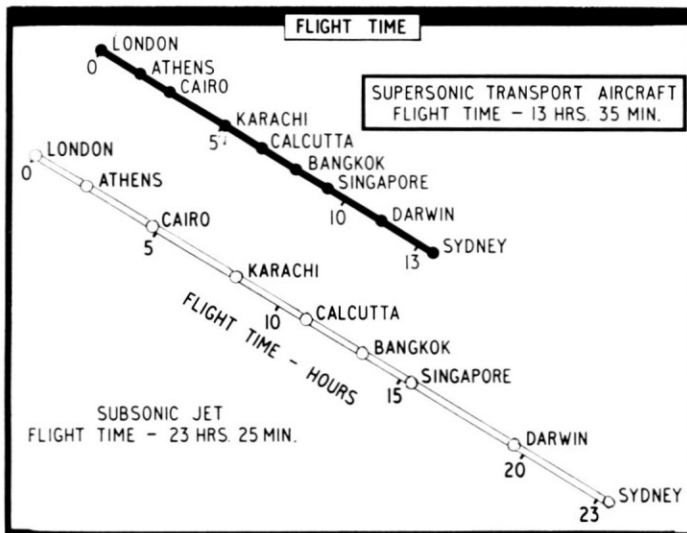 FLIGHT TIME
SUPERSONIC TRANSPORT AIRCRAFT
FLIGHT TIME – 13 HRS. 35 MIN.
0
LONDON
ATHENS
CAIRO
KARACHI
5
CALCUTTA
BANGKOK
SINGAPORE
10
DARWIN
13
SYDNEY
0
LONDON
ATHENS
CAIRO
5
KARACHI
10
CALCUTTA
BANGKOK
SINGAPORE
15
DARWIN
20
SYDNEY
23
FLIGHT TIME – HOURS
SUBSONIC JET
FLIGHT TIME – 23 HRS. 25 MIN.